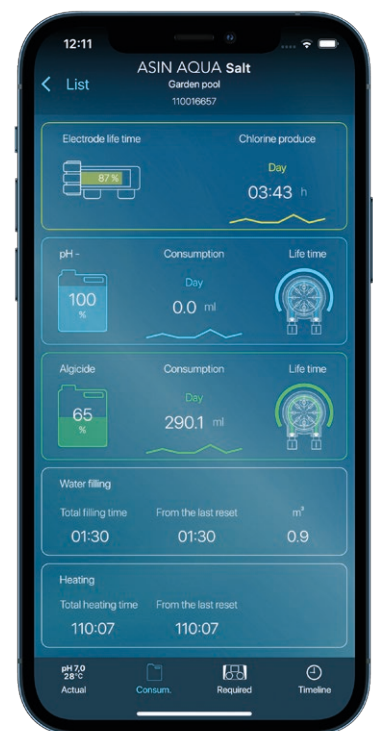 12:11
ASIN AQUA Salt
List
Garden pool
110016657
Electrode life time
Chlorine produce
87 %
Day
03:43 h
pH -
Consumption
Life time
100 %
Day
0.0 ml
Algicide
Consumption
Life time
65 %
Day
290.1 ml
Water filling
Total filling time
From the last reset
01:30
01:30
0.9
Heating
Total heating time
From the last reset
110:07
110:07
pH 7,0
28°C
Actual
Consum.
Required
Timeline